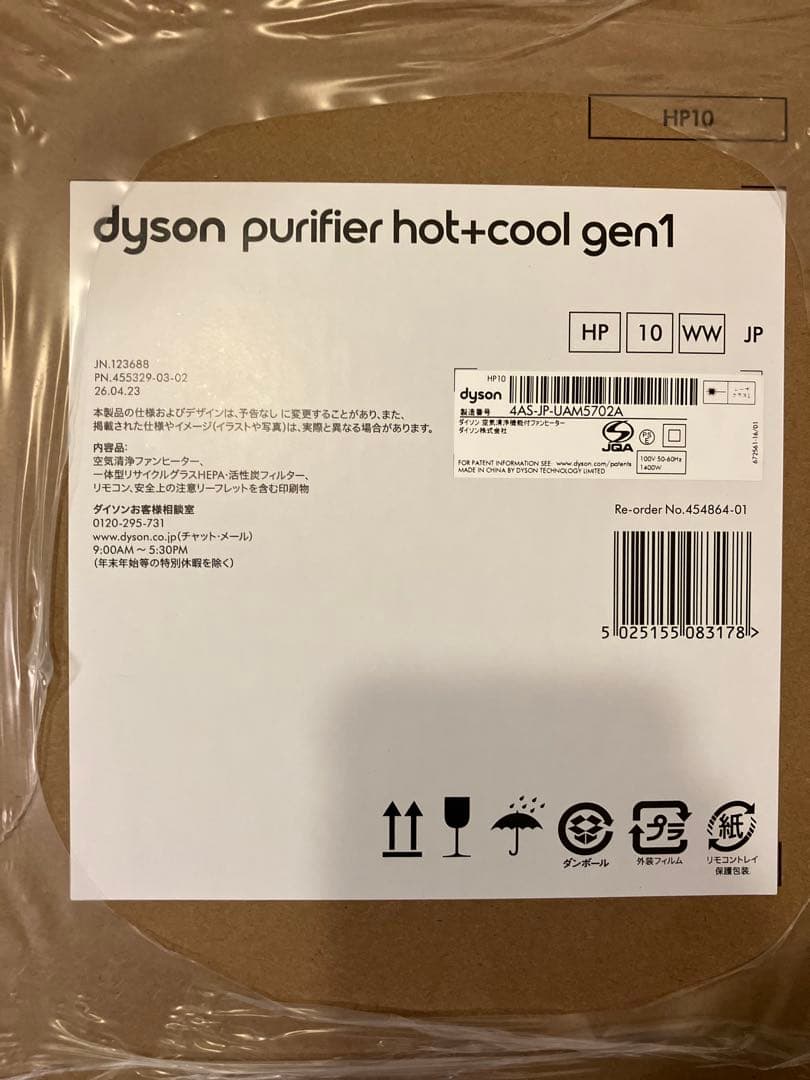 HP10
dyson purifier hot+cool gen1
HP 10 WW JP
JN.123688
PN.455329-03-02
26.04.23
本製品の仕様およびデザインは、予告なしに変更することがあり、また、
掲載された仕様やイメージ(イラストや写真)は、実際と異なる場合があります。
内容品:
空気清浄ファンヒーター、
一体型リサイクルグラスHEPA・活性炭フィルター、
リモコン、安全上の注意リーフレットを含む印刷物
ダイソンお客様相談室
0120-295-731
www.dyson.co.jp(チャット・メール)
9:00AM ~ 5:30PM
(年末年始等の特別休暇を除く)
HP10
dyson
製造番号 4AS-JP-UAM5702A
ダイソン 空気清浄機能付ファンヒーター
ダイソン株式会社
JQA
PSE
FOR PATENT INFORMATION SEE: www.dyson.com/patents
MADE IN CHINA BY DYSON TECHNOLOGY LIMITED
100V 50-60Hz
1400W
672561-16/01
Re-order No.454864-01
5 025155 083178 >
ダンボール
プラ
外装フィルム
紙
リモコントレイ
保護包装